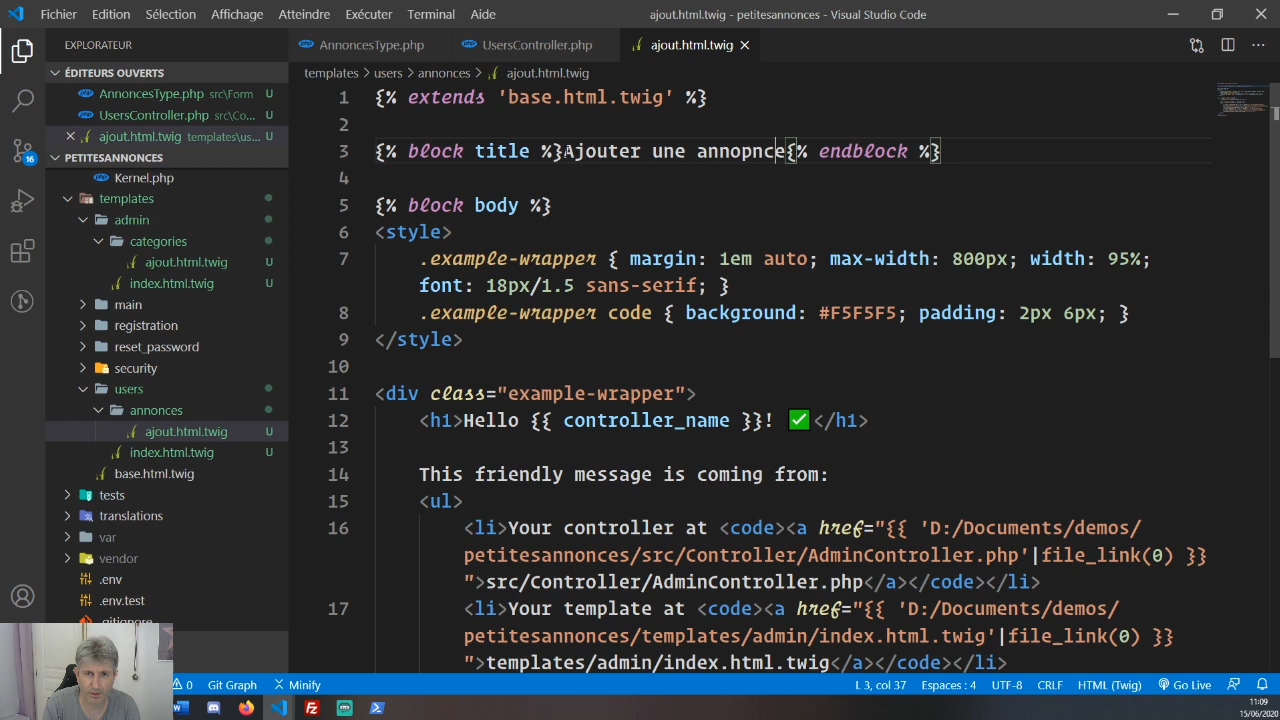 Fichier Edition Sélection Affichage Atteindre Exécuter Terminal Aide ajout.html.twig - petitesannonces - Visual Studio Code
EXPLORATEUR
ÉDITEURS OUVERTS
AnnoncesType.php src\Form U
UsersController.php src\Co... U
ajout.html.twig templates\us... U
PETITESANNONCES
Kernel.php
templates
admin
categories
ajout.html.twig U
index.html.twig U
main
registration
reset_password
security
users
annonces
ajout.html.twig U
index.html.twig U
base.html.twig
tests
translations
var
vendor
.env
.env.test
.gitignore
16
AnnoncesType.php UsersController.php ajout.html.twig
templates > users > annonces > ajout.html.twig
1 {% extends 'base.html.twig' %}
2
3 {% block title %}Ajouter une annopnce{% endblock %}
4
5 {% block body %}
6 <style>
7 .example-wrapper { margin: 1em auto; max-width: 800px; width: 95%;
font: 18px/1.5 sans-serif; }
8 .example-wrapper code { background: #F5F5F5; padding: 2px 6px; }
9 </style>
10
11 <div class="example-wrapper">
12 <h1>Hello {{ controller_name }}! ✅</h1>
13
14 This friendly message is coming from:
15 <ul>
16 <li>Your controller at <code><a href="{{ 'D:/Documents/demos/
petitesannonces/src/Controller/AdminController.php'|file_link(0) }}
">src/Controller/AdminController.php</a></code></li>
17 <li>Your template at <code><a href="{{ 'D:/Documents/demos/
petitesannonces/templates/admin/index.html.twig'|file_link(0) }}
">templates/admin/index.html.twig</a></code></li>
0 Git Graph Minify L 3, col 37 Espaces : 4 UTF-8 CRLF HTML (Twig) Go Live
11:09
15/06/2020